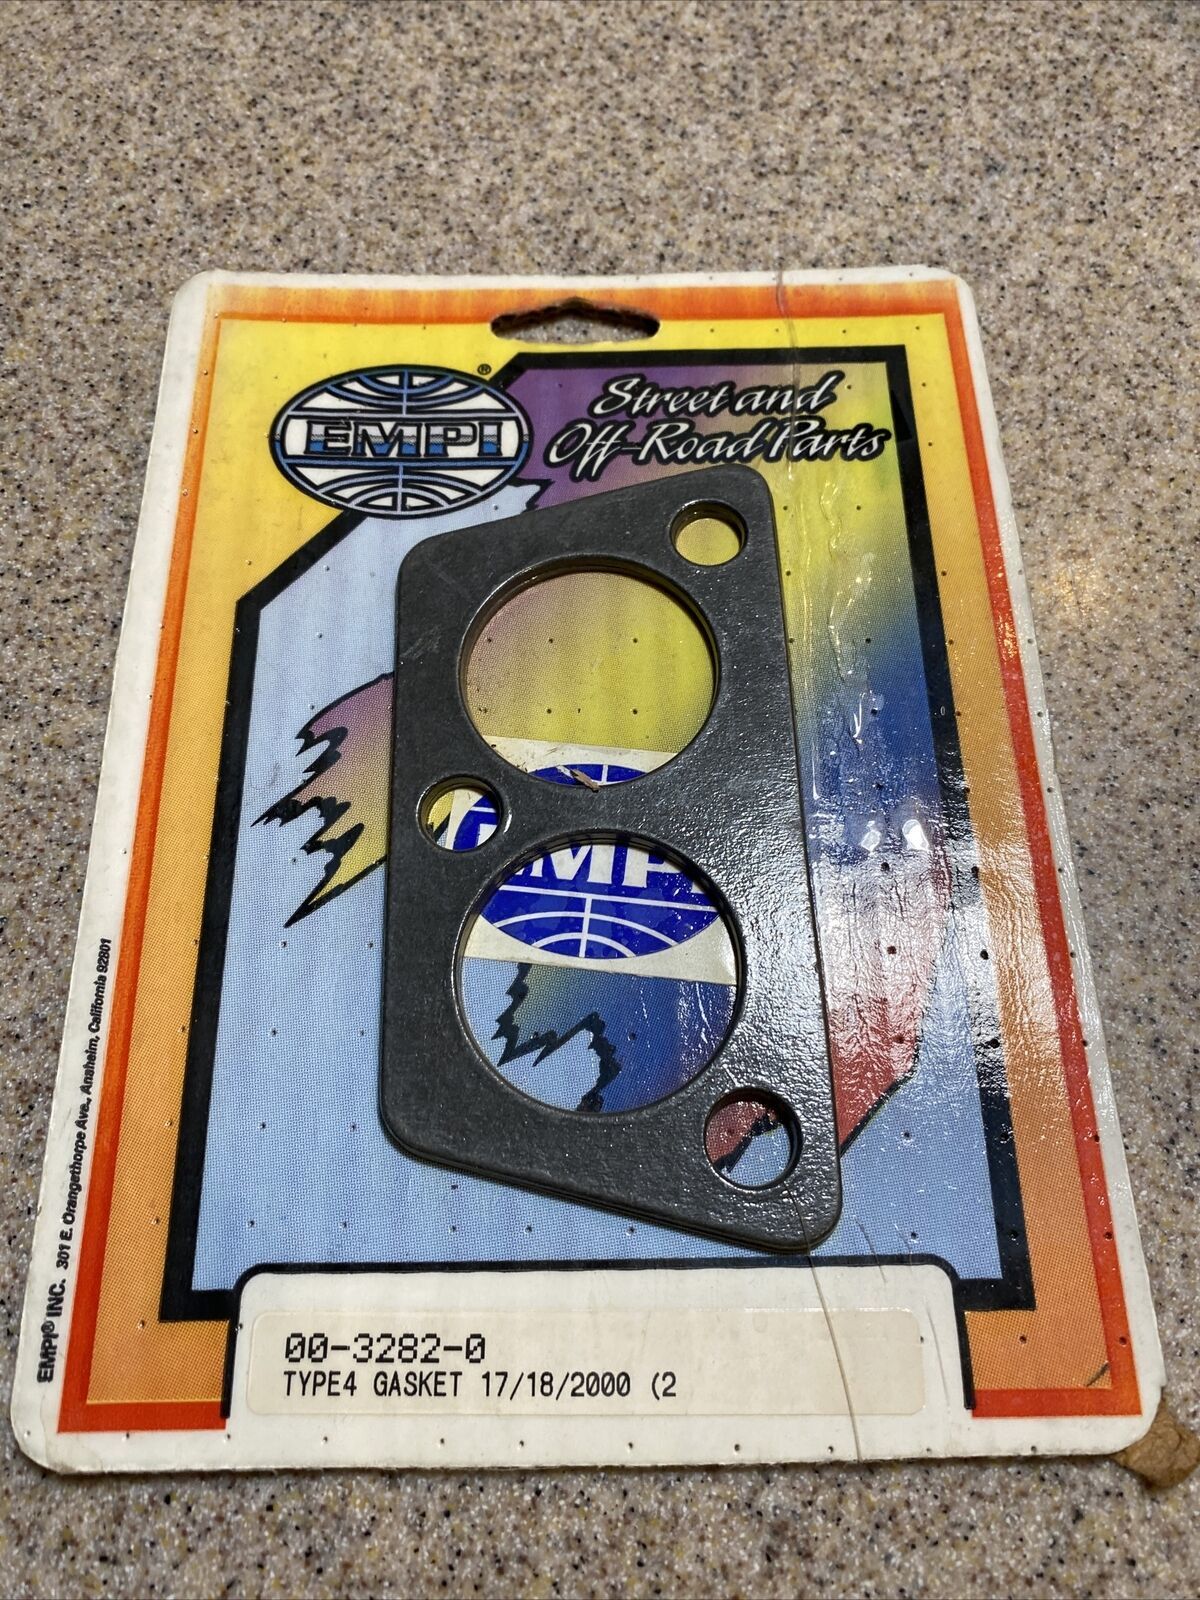 EMPI®
Street and
Off-Road Parts
EMPI
EMPI® INC. 301 E. Orangethorpe Ave., Anaheim, California 92801
00-3282-0
TYPE4 GASKET 17/18/2000 (2